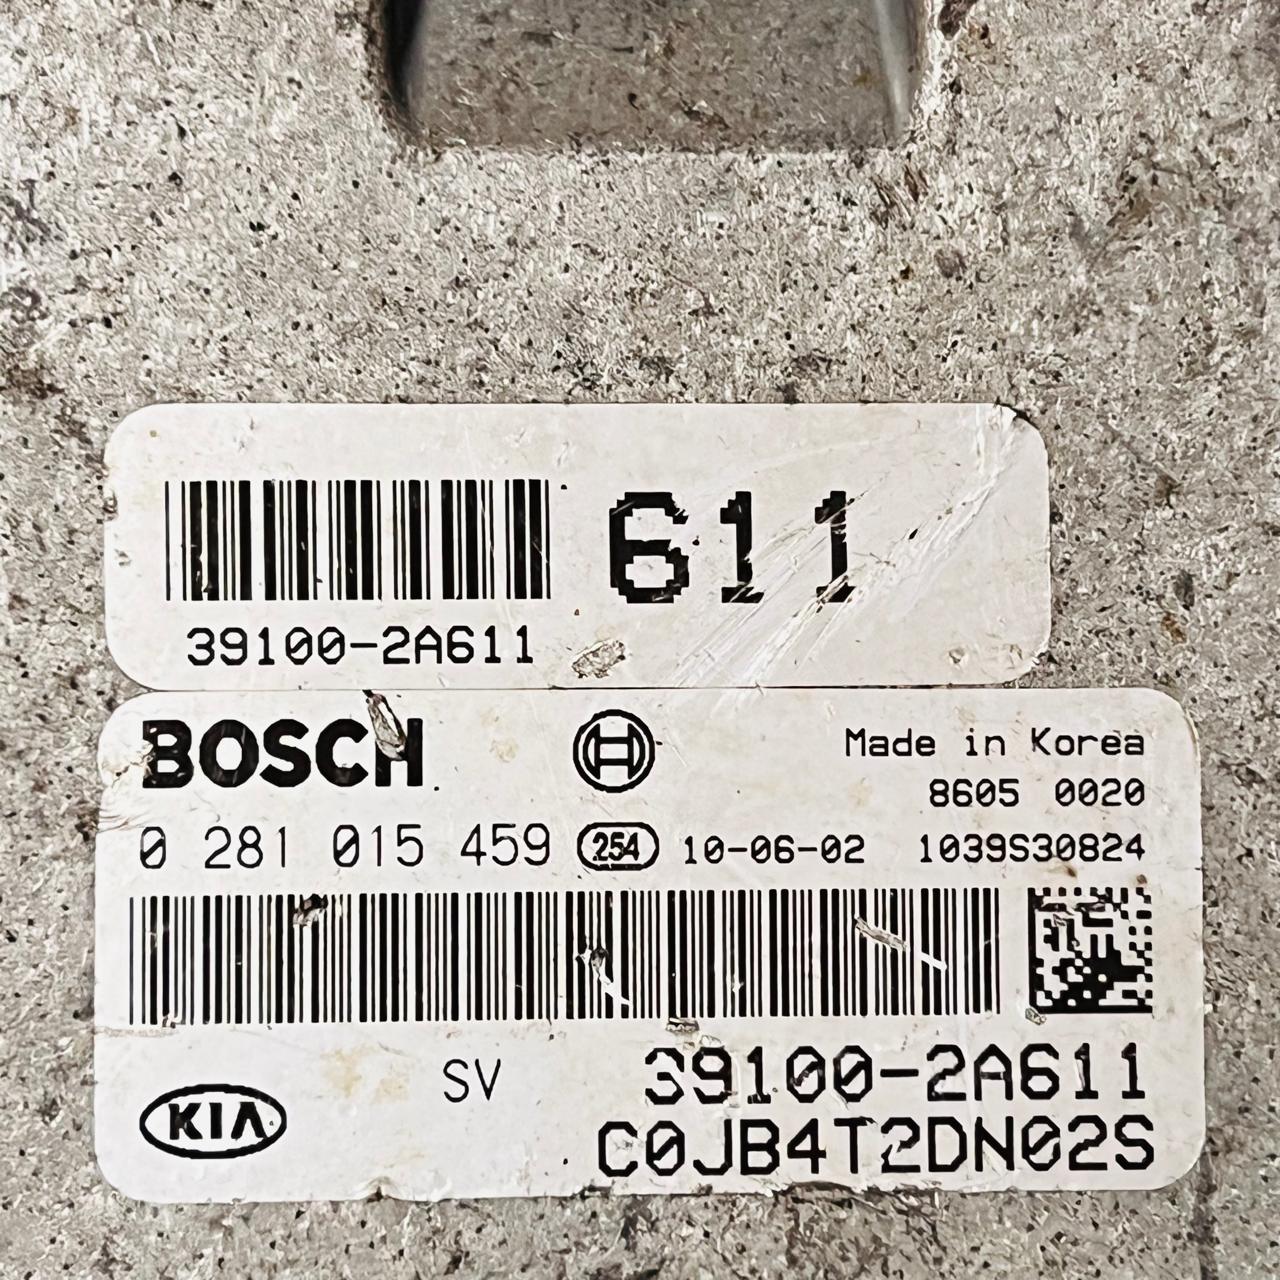 611
39100-2A611
BOSCH
Made in Korea
8605 0020
0 281 015 459 254 10-06-02 1039S30824
SV 39100-2A611
KIA C0JB4T2DN02S